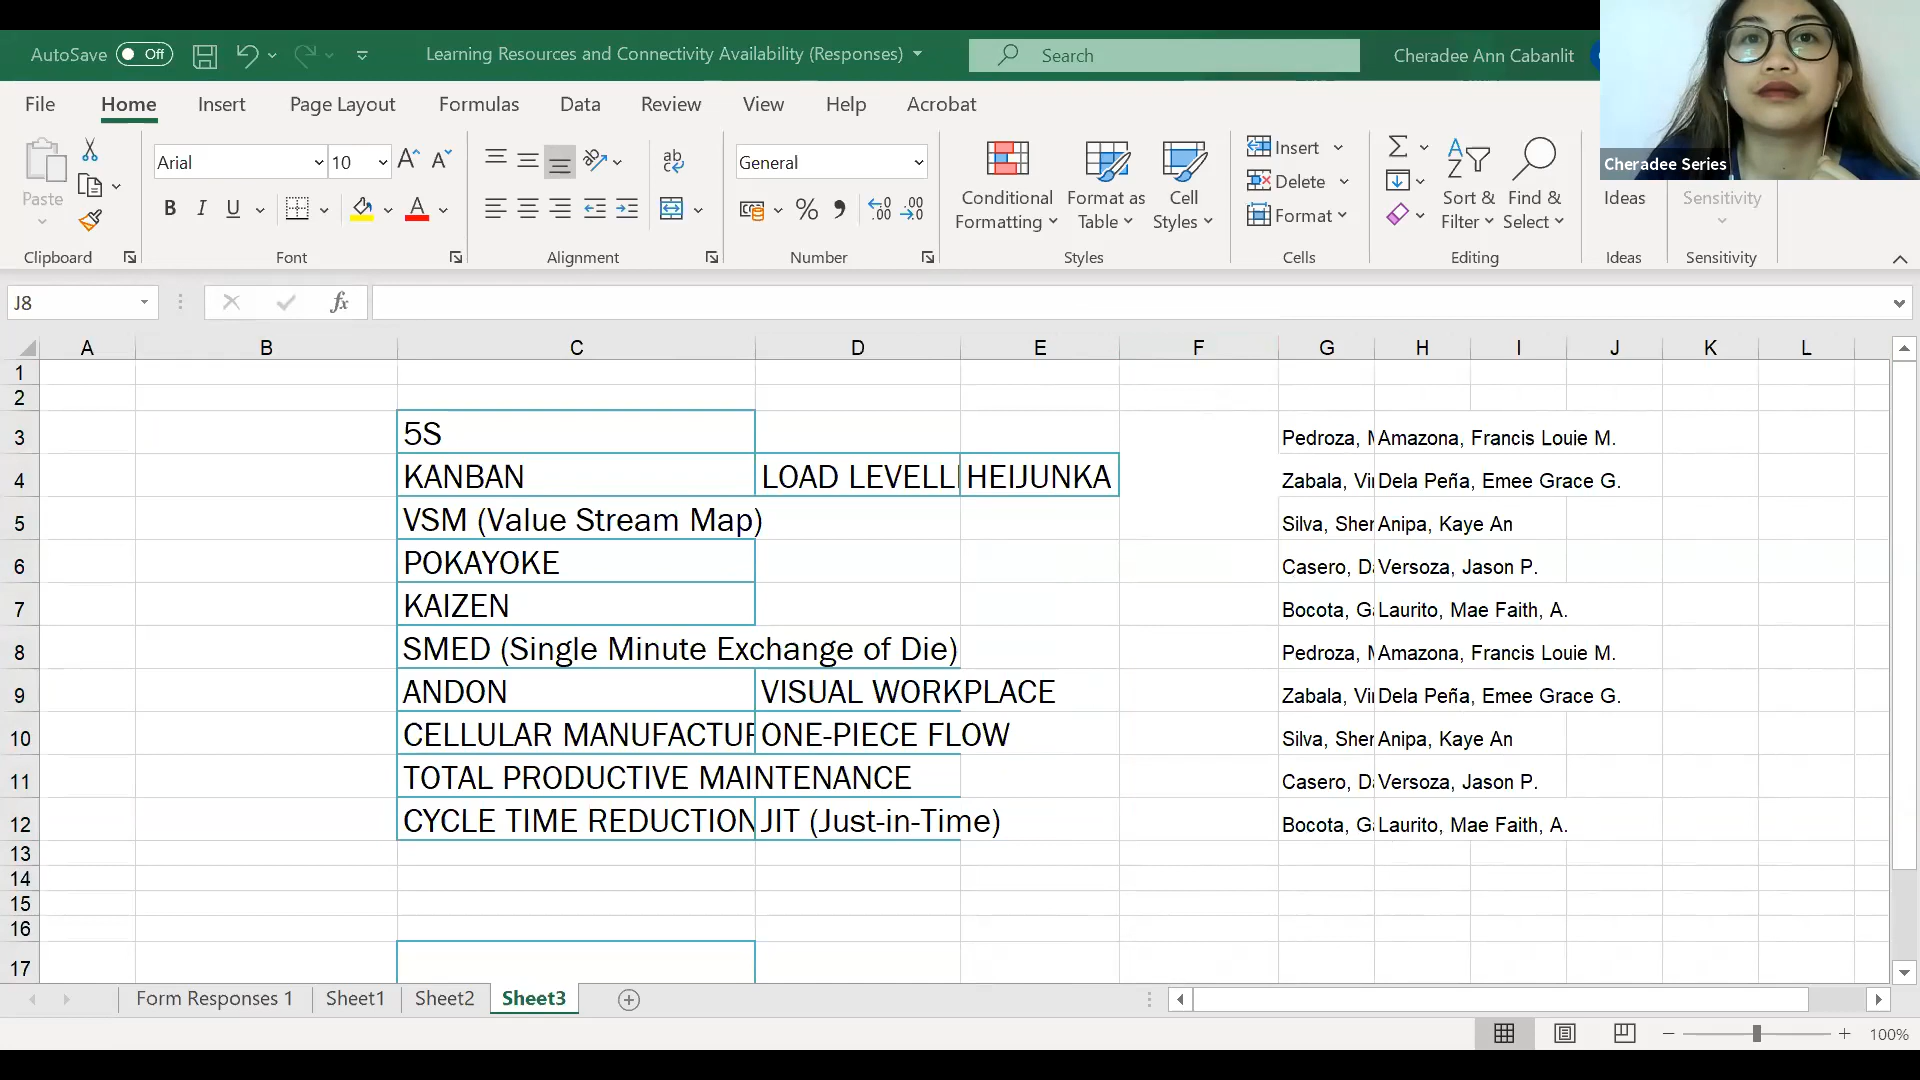 AutoSave Off Learning Resources and Connectivity Availability (Responses) Search Cheradee Ann Cabanlit
File Home Insert Page Layout Formulas Data Review View Help Acrobat
Cheradee Series
Paste
Clipboard
Arial 10
B I U
Font
Alignment
General
Number
Conditional Formatting
Format as Table
Cell Styles
Styles
Insert
Delete
Format
Cells
Sort & Filter
Find & Select
Editing
Ideas
Ideas
Sensitivity
Sensitivity
J8 fx
A B C D E F G H I J K L
1
2
3 5S Pedroza, M Amazona, Francis Louie M.
4 KANBAN LOAD LEVELLI HEIJUNKA Zabala, Vir Dela Peña, Emee Grace G.
5 VSM (Value Stream Map) Silva, Sher Anipa, Kaye An
6 POKAYOKE Casero, Da Versoza, Jason P.
7 KAIZEN Bocota, Ga Laurito, Mae Faith, A.
8 SMED (Single Minute Exchange of Die) Pedroza, M Amazona, Francis Louie M.
9 ANDON VISUAL WORKPLACE Zabala, Vir Dela Peña, Emee Grace G.
10 CELLULAR MANUFACTUR ONE-PIECE FLOW Silva, Sher Anipa, Kaye An
11 TOTAL PRODUCTIVE MAINTENANCE Casero, Da Versoza, Jason P.
12 CYCLE TIME REDUCTION JIT (Just-in-Time) Bocota, Ga Laurito, Mae Faith, A.
13
14
15
16
17
Form Responses 1 Sheet1 Sheet2 Sheet3
100%